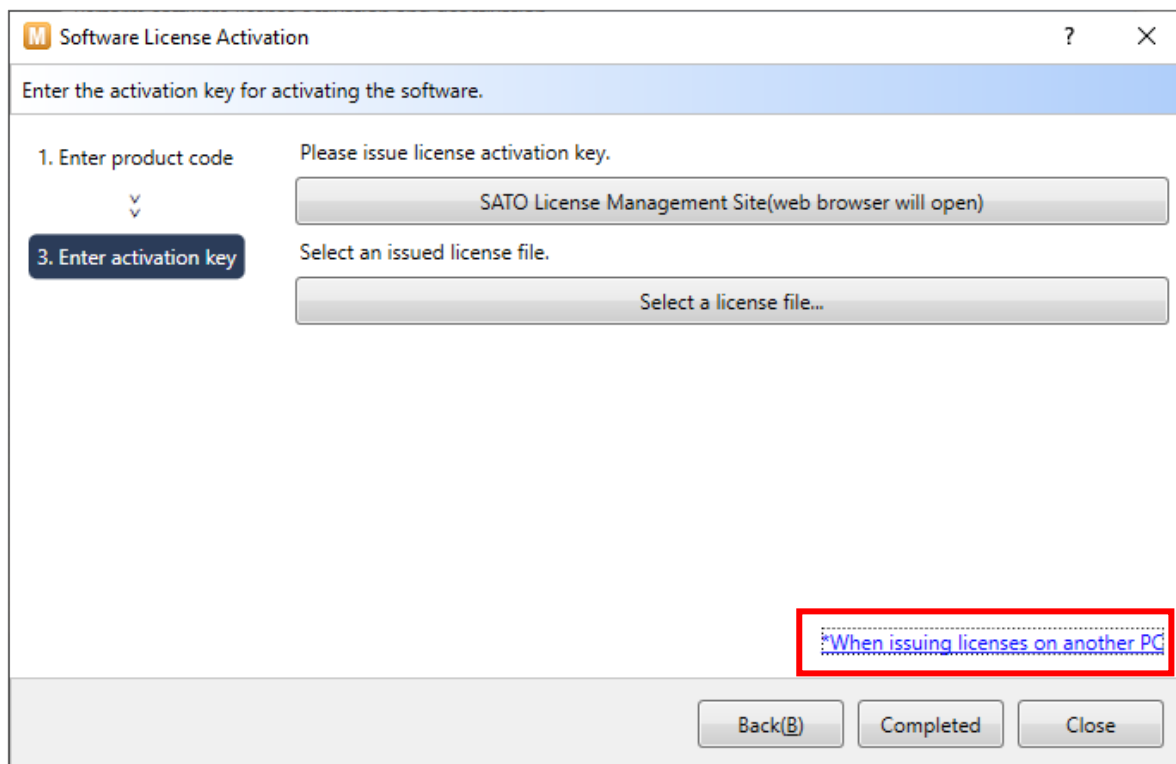 M Software License Activation ?
Enter the activation key for activating the software.
1. Enter product code
Please issue license activation key.
SATO License Management Site(web browser will open)
3. Enter activation key
Select an issued license file.
Select a license file...
*When issuing licenses on another PC
Back(B) Completed Close